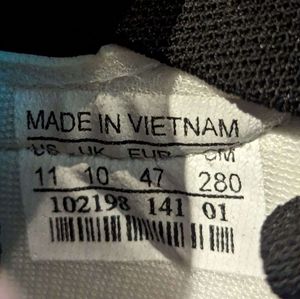 MADE IN VIETNAM
US UK EUR CM
11 10 47 280
102198 141 01